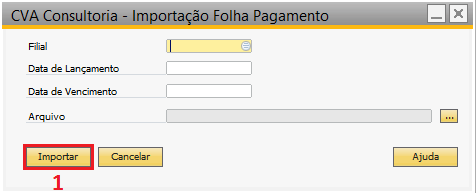 CVA Consultoria - Importação Folha Pagamento
Filial
Data de Lançamento
Data de Vencimento
Arquivo
...
Importar Cancelar Ajuda
1